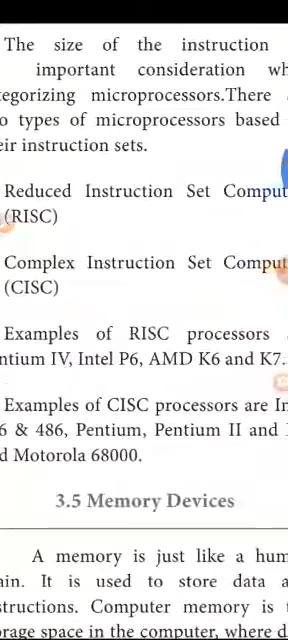 The size of the instruction
important consideration wh
tegorizing microprocessors.There
o types of microprocessors based
eir instruction sets.
Reduced Instruction Set Comput
(RISC)
Complex Instruction Set Comput
(CISC)
Examples of RISC processors
ntium IV, Intel P6, AMD K6 and K7.
Examples of CISC processors are In
6 & 486, Pentium, Pentium II and
d Motorola 68000.
3.5 Memory Devices
A memory is just like a hum
ain. It is used to store data a
structions. Computer memory is t
orage space in the computer, where d